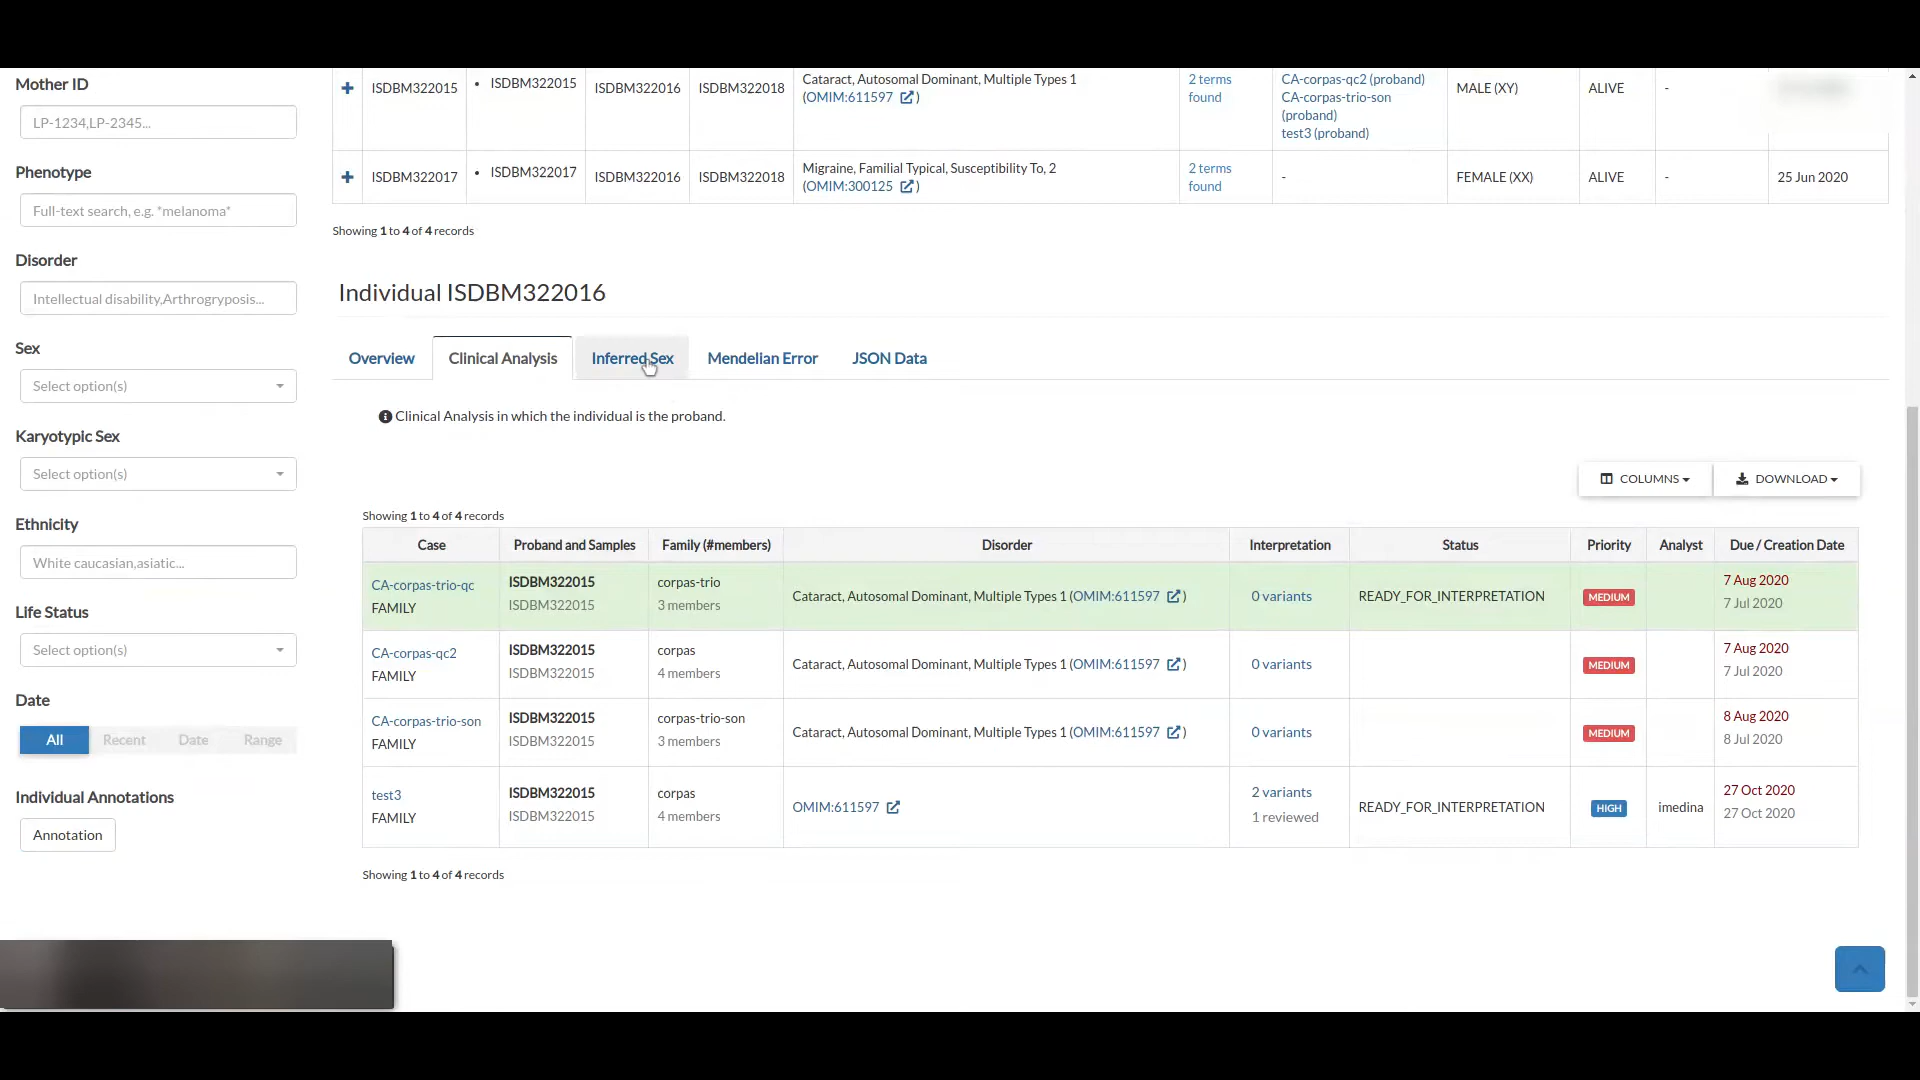 Mother ID
LP-1234,LP-2345...
Phenotype
Full-text search, e.g. *melanoma*
Disorder
Intellectual disability,Arthrogryposis...
Sex
Select option(s)
Karyotypic Sex
Select option(s)
Ethnicity
White caucasian,asiatic...
Life Status
Select option(s)
Date
All Recent Date Range
Individual Annotations
Annotation
ISDBM322015 • ISDBM322015 ISDBM322016 ISDBM322018 Cataract, Autosomal Dominant, Multiple Types 1 2 terms CA-corpas-qc2 (proband) MALE (XY) ALIVE -
(OMIM:611597 ) found CA-corpas-trio-son
(proband)
test3 (proband)
ISDBM322017 • ISDBM322017 ISDBM322016 ISDBM322018 Migraine, Familial Typical, Susceptibility To, 2 2 terms - FEMALE (XX) ALIVE - 25 Jun 2020
(OMIM:300125 ) found
Showing 1 to 4 of 4 records
Individual ISDBM322016
Overview Clinical Analysis Inferred Sex Mendelian Error JSON Data
Clinical Analysis in which the individual is the proband.
COLUMNS DOWNLOAD
Showing 1 to 4 of 4 records
Case Proband and Samples Family (#members) Disorder Interpretation Status Priority Analyst Due / Creation Date
CA-corpas-trio-qc ISDBM322015 corpas-trio Cataract, Autosomal Dominant, Multiple Types 1 (OMIM:611597 ) 0 variants READY_FOR_INTERPRETATION MEDIUM 7 Aug 2020
FAMILY ISDBM322015 3 members 7 Jul 2020
CA-corpas-qc2 ISDBM322015 corpas Cataract, Autosomal Dominant, Multiple Types 1 (OMIM:611597 ) 0 variants MEDIUM 7 Aug 2020
FAMILY ISDBM322015 4 members 7 Jul 2020
CA-corpas-trio-son ISDBM322015 corpas-trio-son Cataract, Autosomal Dominant, Multiple Types 1 (OMIM:611597 ) 0 variants MEDIUM 8 Aug 2020
FAMILY ISDBM322015 3 members 8 Jul 2020
test3 ISDBM322015 corpas OMIM:611597 2 variants READY_FOR_INTERPRETATION HIGH imedina 27 Oct 2020
FAMILY ISDBM322015 4 members 1 reviewed 27 Oct 2020
Showing 1 to 4 of 4 records